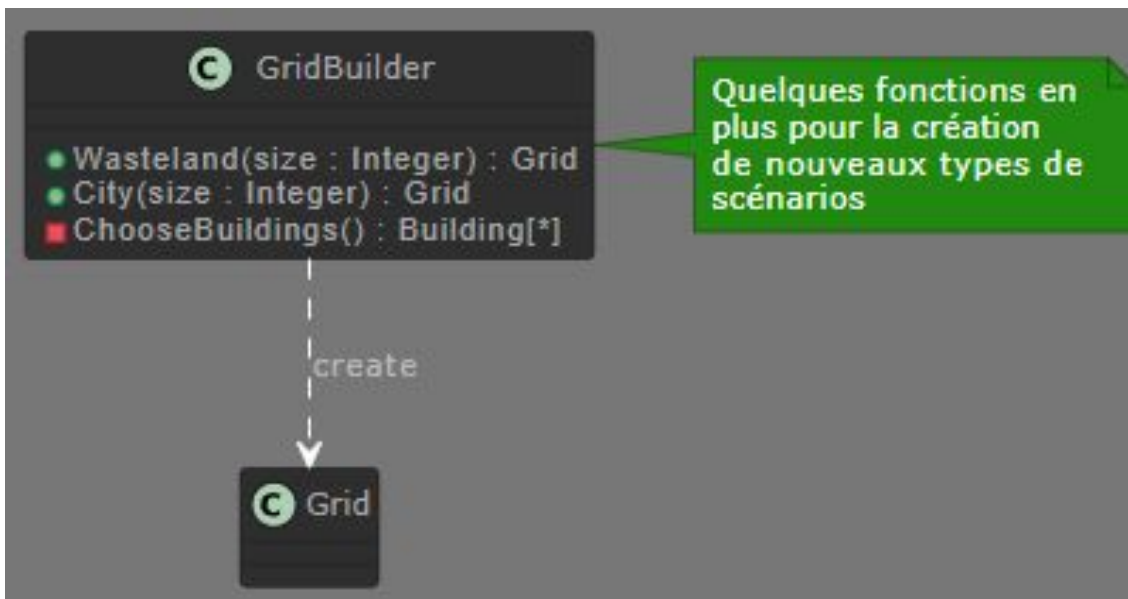 C GridBuilder
Wasteland(size : Integer) : Grid
City(size : Integer) : Grid
ChooseBuildings() : Building[*]
Quelques fonctions en
plus pour la création
de nouveaux types de
scénarios
create
C Grid